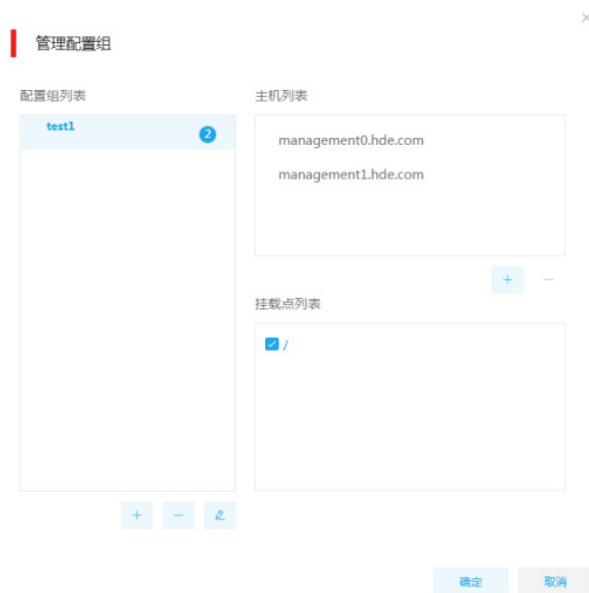 管理配置组
配置组列表
test1
2
主机列表
management0.hde.com
management1.hde.com
挂载点列表
/
确定
取消